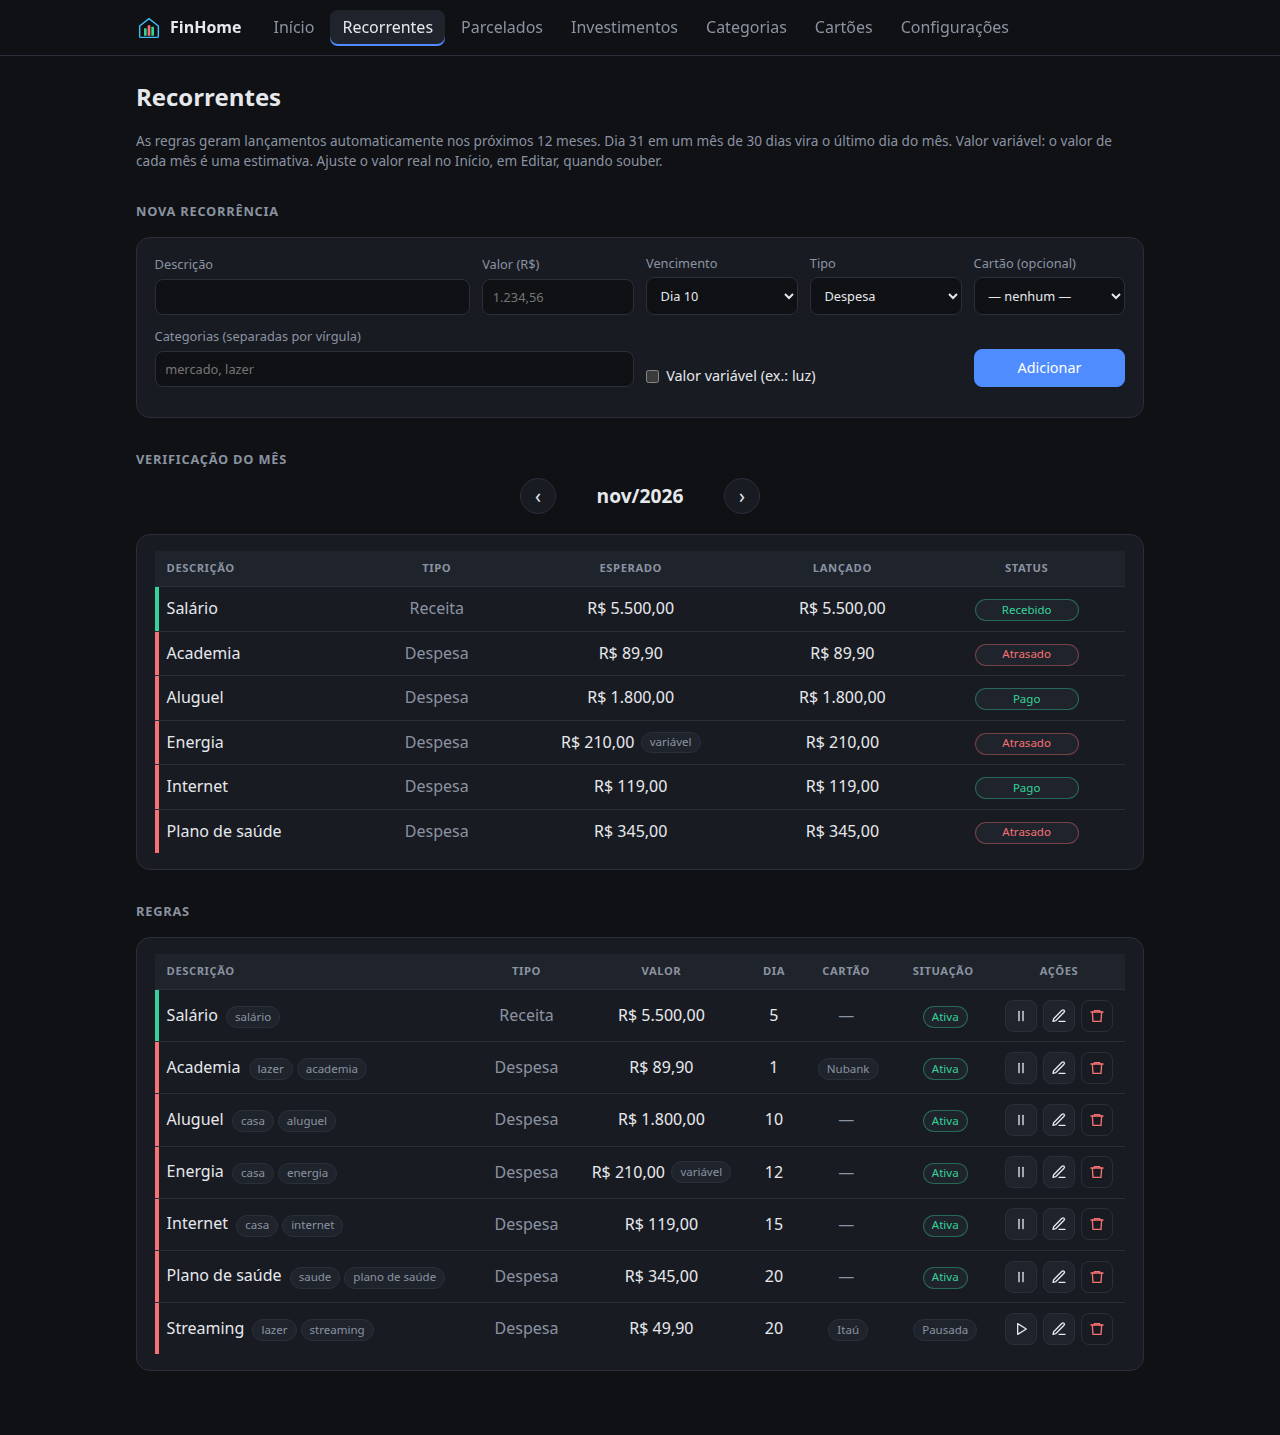 FinHome Início Recorrentes Parcelados Investimentos Categorias Cartões Configurações
Recorrentes
As regras geram lançamentos automaticamente nos próximos 12 meses. Dia 31 em um mês de 30 dias vira o último dia do mês. Valor variável: o valor de
cada mês é uma estimativa. Ajuste o valor real no Início, em Editar, quando souber.
NOVA RECORRÊNCIA
Descrição Valor (R$) Vencimento Tipo Cartão (opcional)
1.234,56 Dia 10 Despesa — nenhum —
Categorias (separadas por vírgula)
mercado, lazer Valor variável (ex.: luz) Adicionar
VERIFICAÇÃO DO MÊS
‹ nov/2026 ›
DESCRIÇÃO TIPO ESPERADO LANÇADO STATUS
Salário Receita R$ 5.500,00 R$ 5.500,00 Recebido
Academia Despesa R$ 89,90 R$ 89,90 Atrasado
Aluguel Despesa R$ 1.800,00 R$ 1.800,00 Pago
Energia Despesa R$ 210,00 variável R$ 210,00 Atrasado
Internet Despesa R$ 119,00 R$ 119,00 Pago
Plano de saúde Despesa R$ 345,00 R$ 345,00 Atrasado
REGRAS
DESCRIÇÃO TIPO VALOR DIA CARTÃO SITUAÇÃO AÇÕES
Salário salário Receita R$ 5.500,00 5 — Ativa
Academia lazer academia Despesa R$ 89,90 1 Nubank Ativa
Aluguel casa aluguel Despesa R$ 1.800,00 10 — Ativa
Energia casa energia Despesa R$ 210,00 variável 12 — Ativa
Internet casa internet Despesa R$ 119,00 15 — Ativa
Plano de saúde saude plano de saúde Despesa R$ 345,00 20 — Ativa
Streaming lazer streaming Despesa R$ 49,90 20 Itaú Pausada